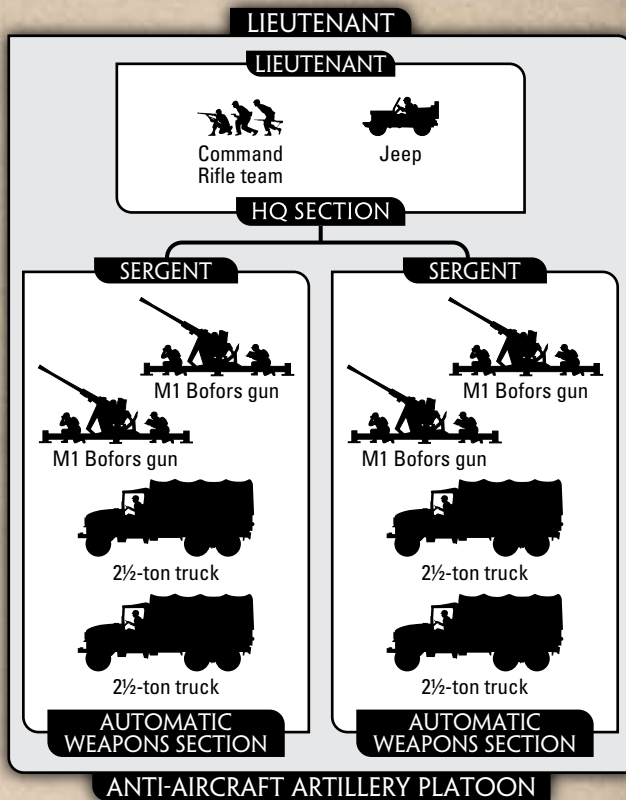 LIEUTENANT
LIEUTENANT
Command
Rifle team
Jeep
HQ SECTION
SERGENT
M1 Bofors gun
M1 Bofors gun
2½-ton truck
2½-ton truck
AUTOMATIC
WEAPONS SECTION
SERGENT
M1 Bofors gun
M1 Bofors gun
2½-ton truck
2½-ton truck
AUTOMATIC
WEAPONS SECTION
ANTI-AIRCRAFT ARTILLERY PLATOON